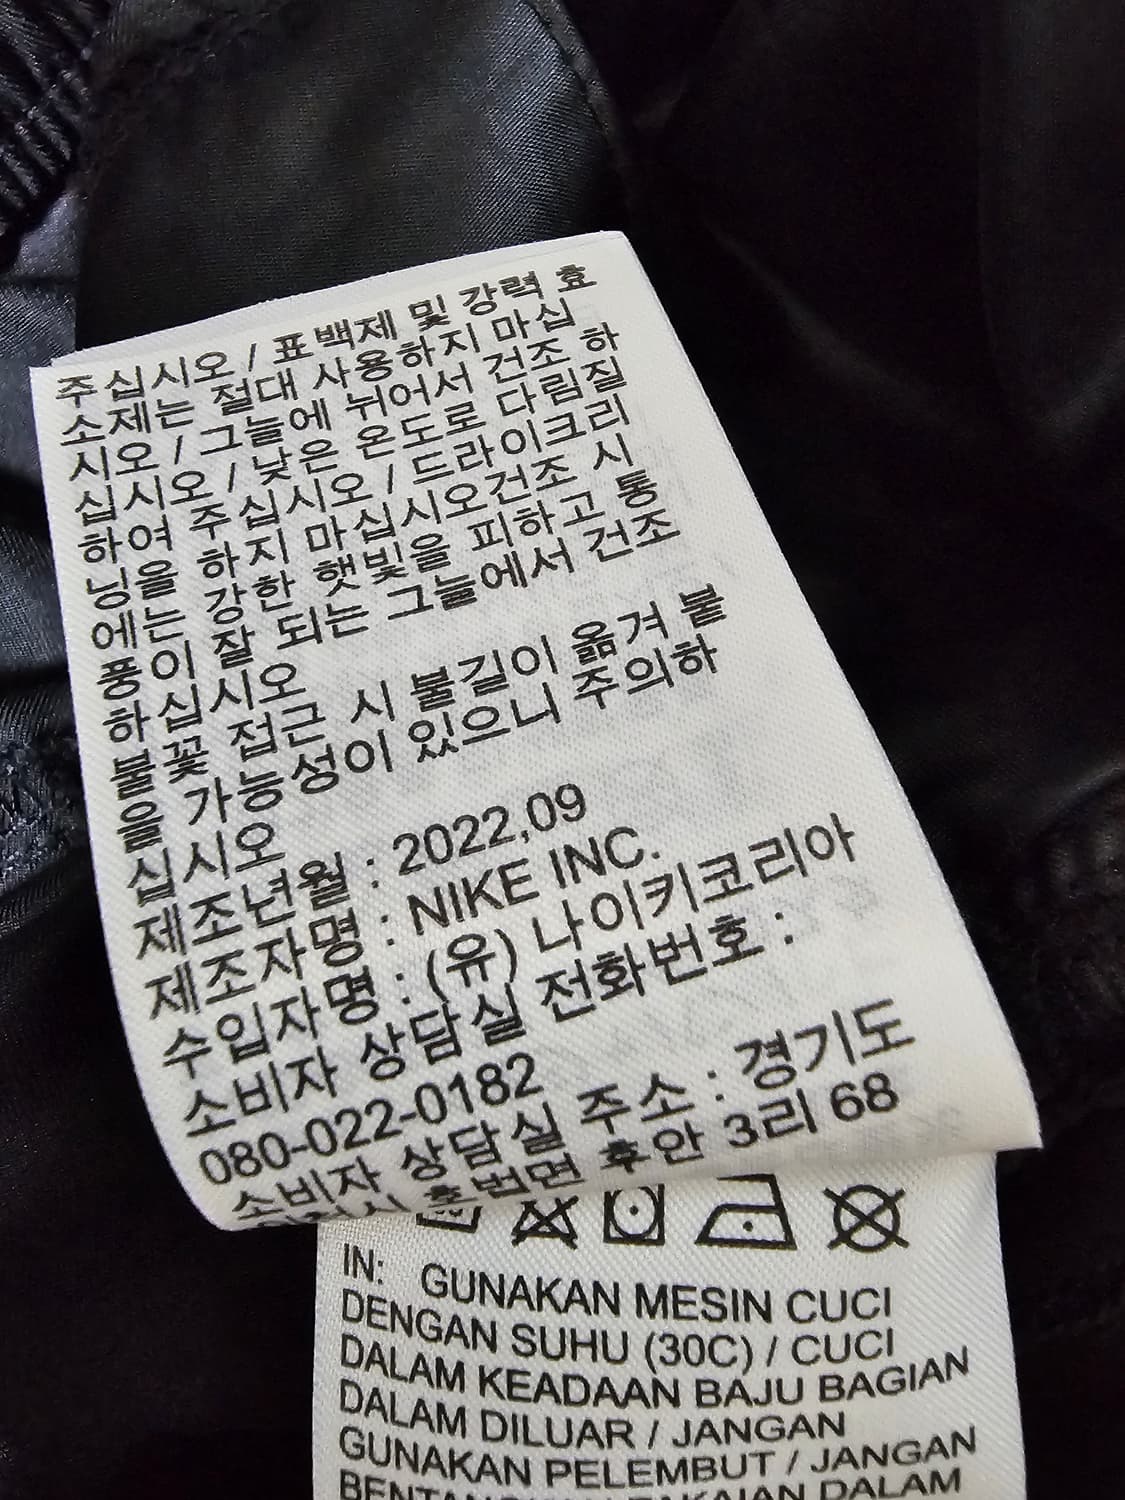 주십시오 / 표백제 및 강력 효
소제는 절대 사용하지 마십
시오 / 그늘에 뉘어서 건조 하
십시오 / 낮은 온도로 다림질
하여 주십시오 / 드라이크리
닝을 하지 마십시오건조 시
에는 강한 햇빛을 피하고 통
풍이 잘 되는 그늘에서 건조
하십시오
불꽃 접근 시 불길이 옮겨 붙
을 가능성이 있으니 주의하
십시오
제조년월 : 2022,09
제조자명 : NIKE INC.
수입자명 : (유) 나이키코리아
소비자 상담실 전화번호 :
080-022-0182
소비자 상담실 주소 : 경기도
호법면 후안 3리 68
IN: GUNAKAN MESIN CUCI
DENGAN SUHU (30C) / CUCI
DALAM KEADAAN BAJU BAGIAN
DALAM DILUAR / JANGAN
GUNAKAN PELEMBUT / JANGAN
DALAM